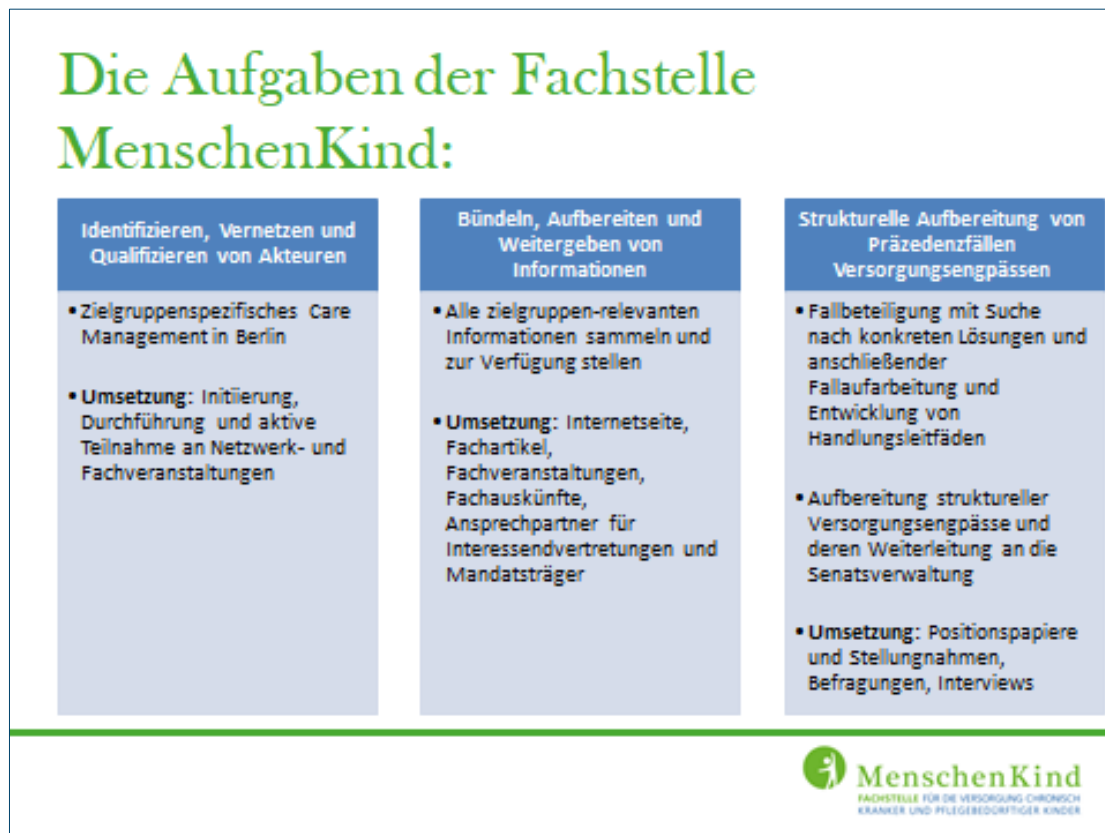 Die Aufgaben der Fachstelle
MenschenKind:
Identifizieren, Vernetzen und
Qualifizieren von Akteuren
• Zielgruppenspezifisches Care
Management in Berlin
• Umsetzung: Initiierung,
Durchführung und aktive
Teilnahme an Netzwerk- und
Fachveranstaltungen
Bündeln, Aufbereiten und
Weitergeben von
Informationen
• Alle zielgruppen-relevanten
Informationen sammeln und
zur Verfügung stellen
• Umsetzung: Internetseite,
Fachartikel,
Fachveranstaltungen,
Fachauskünfte,
Ansprechpartner für
Interessendvertretungen und
Mandatsträger
Strukturelle Aufbereitung von
Präzedenzfällen
Versorgungsengpässen
• Fallbeteiligung mit Suche
nach konkreten Lösungen und
anschließender
Fallaufarbeitung und
Entwicklung von
Handlungsleitfäden
• Aufbereitung struktureller
Versorgungsengpässe und
deren Weiterleitung an die
Senatsverwaltung
• Umsetzung: Positionspapiere
und Stellungnahmen,
Befragungen, Interviews
MenschenKind
FACHSTELLE FÜR DIE VERSORGUNG CHRONISCH
KRANKER UND PFLEGEBEDÜRFTIGER KINDER